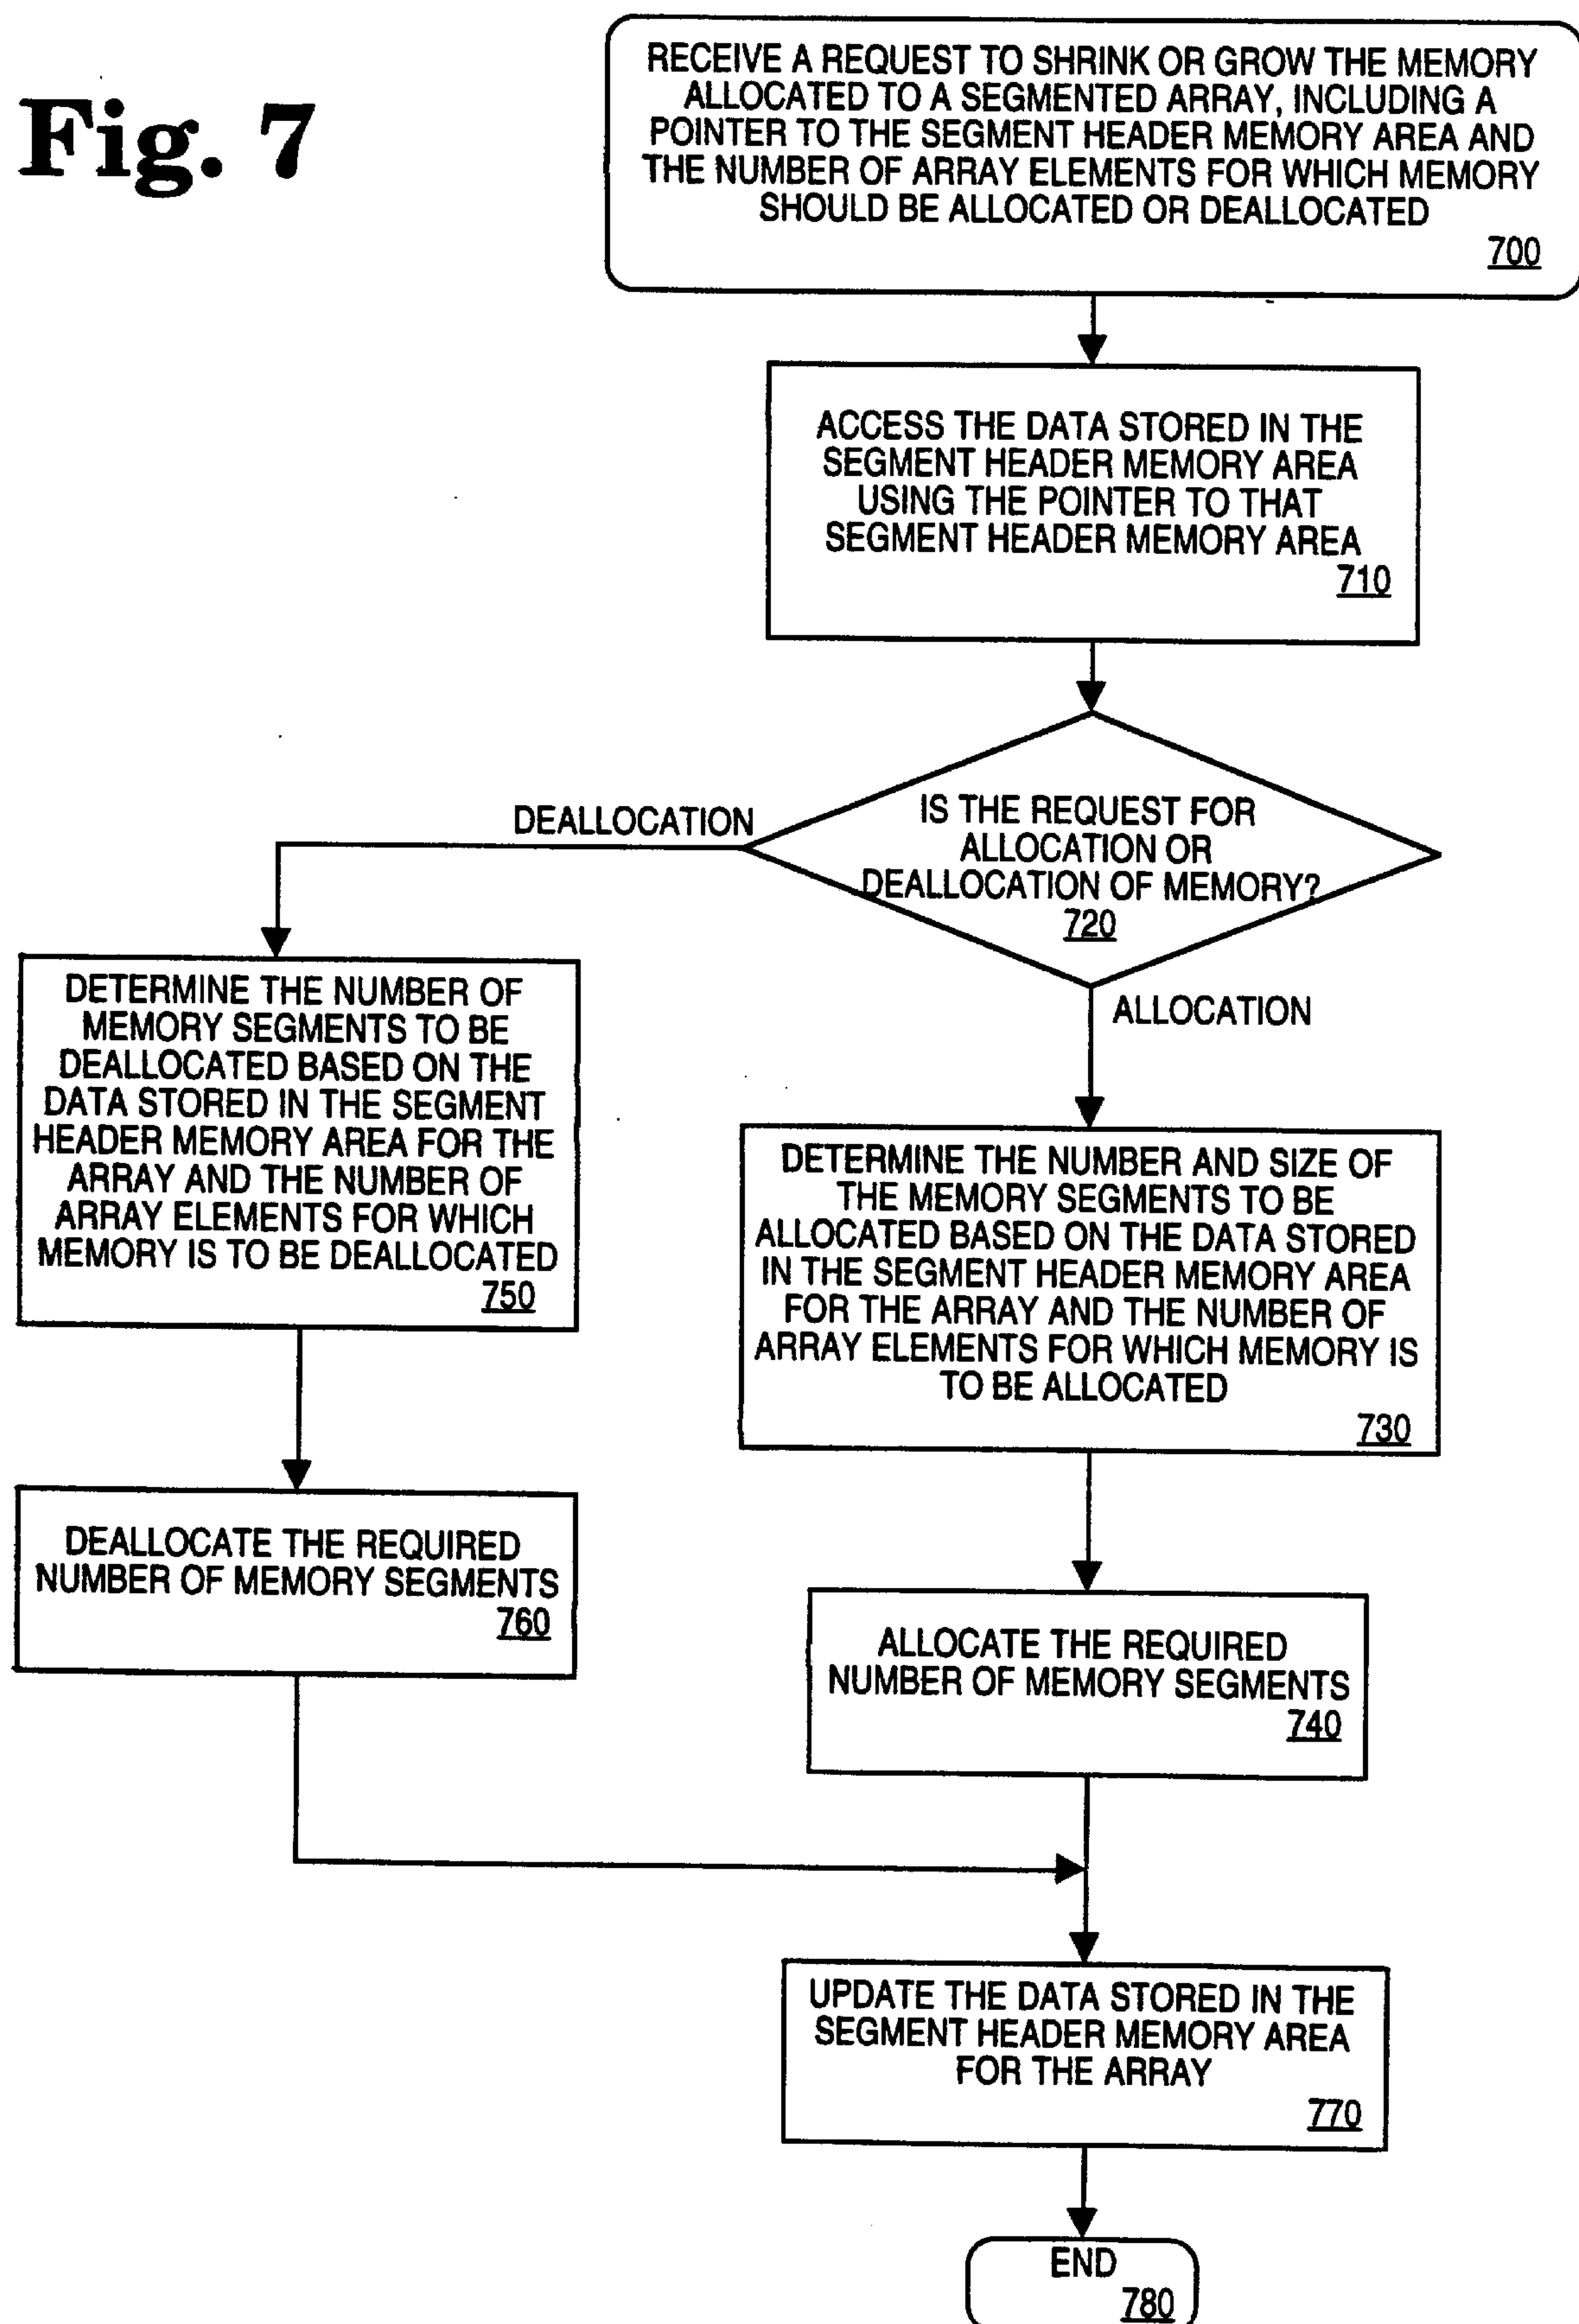 Fig. 7
RECEIVE A REQUEST TO SHRINK OR GROW THE MEMORY
ALLOCATED TO A SEGMENTED ARRAY, INCLUDING A
POINTER TO THE SEGMENT HEADER MEMORY AREA AND
THE NUMBER OF ARRAY ELEMENTS FOR WHICH MEMORY
SHOULD BE ALLOCATED OR DEALLOCATED
700
ACCESS THE DATA STORED IN THE
SEGMENT HEADER MEMORY AREA
USING THE POINTER TO THAT
SEGMENT HEADER MEMORY AREA
710
IS THE REQUEST FOR
ALLOCATION OR
DEALLOCATION OF MEMORY?
720
DEALLOCATION
ALLOCATION
DETERMINE THE NUMBER OF
MEMORY SEGMENTS TO BE
DEALLOCATED BASED ON THE
DATA STORED IN THE SEGMENT
HEADER MEMORY AREA FOR THE
ARRAY AND THE NUMBER OF
ARRAY ELEMENTS FOR WHICH
MEMORY IS TO BE DEALLOCATED
750
DETERMINE THE NUMBER AND SIZE OF
THE MEMORY SEGMENTS TO BE
ALLOCATED BASED ON THE DATA STORED
IN THE SEGMENT HEADER MEMORY AREA
FOR THE ARRAY AND THE NUMBER OF
ARRAY ELEMENTS FOR WHICH MEMORY IS
TO BE ALLOCATED
730
DEALLOCATE THE REQUIRED
NUMBER OF MEMORY SEGMENTS
760
ALLOCATE THE REQUIRED
NUMBER OF MEMORY SEGMENTS
740
UPDATE THE DATA STORED IN THE
SEGMENT HEADER MEMORY AREA
FOR THE ARRAY
770
END
780